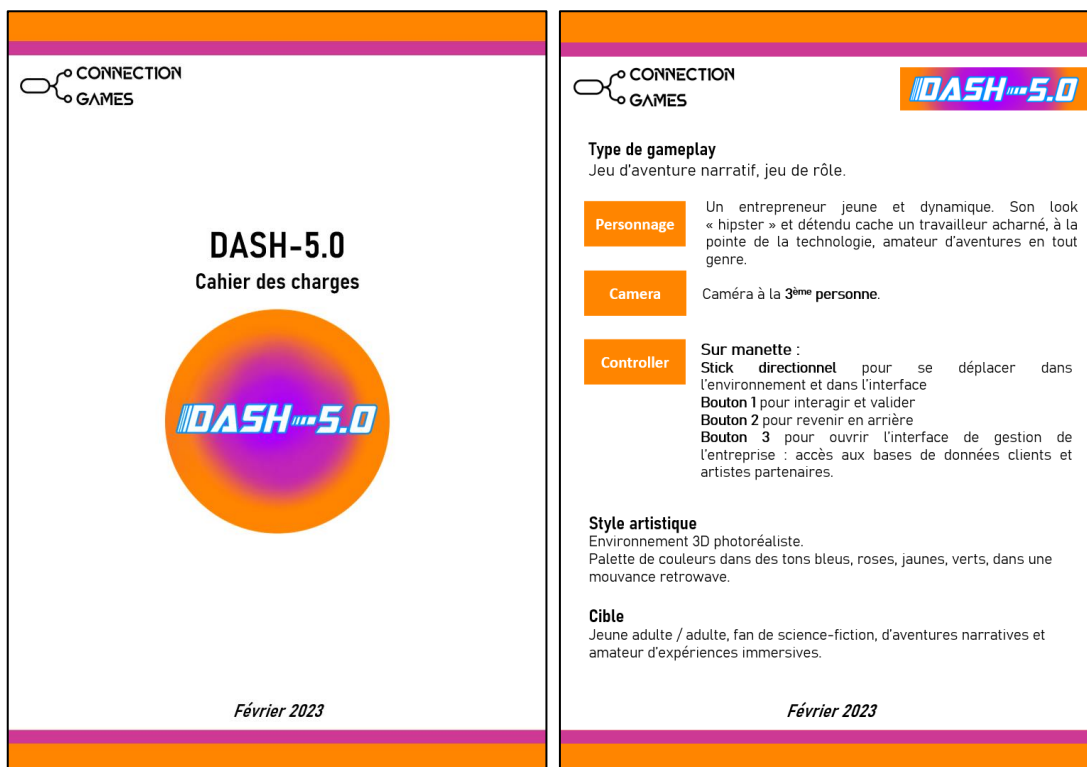 CONNECTION
GAMES
DASH-5.0
Cahier des charges
DASH-5.0
Février 2023
CONNECTION
GAMES
DASH-5.0
Type de gameplay
Jeu d'aventure narratif, jeu de rôle.
Personnage
Un entrepreneur jeune et dynamique. Son look
« hipster » et détendu cache un travailleur acharné, à la
pointe de la technologie, amateur d'aventures en tout
genre.
Camera
Caméra à la 3ème personne.
Controller
Sur manette :
Stick directionnel pour se déplacer dans
l'environnement et dans l'interface
Bouton 1 pour interagir et valider
Bouton 2 pour revenir en arrière
Bouton 3 pour ouvrir l'interface de gestion de
l'entreprise : accès aux bases de données clients et
artistes partenaires.
Style artistique
Environnement 3D photoréaliste.
Palette de couleurs dans des tons bleus, roses, jaunes, verts, dans une
mouvance retrowave.
Cible
Jeune adulte / adulte, fan de science-fiction, d'aventures narratives et
amateur d'expériences immersives.
Février 2023